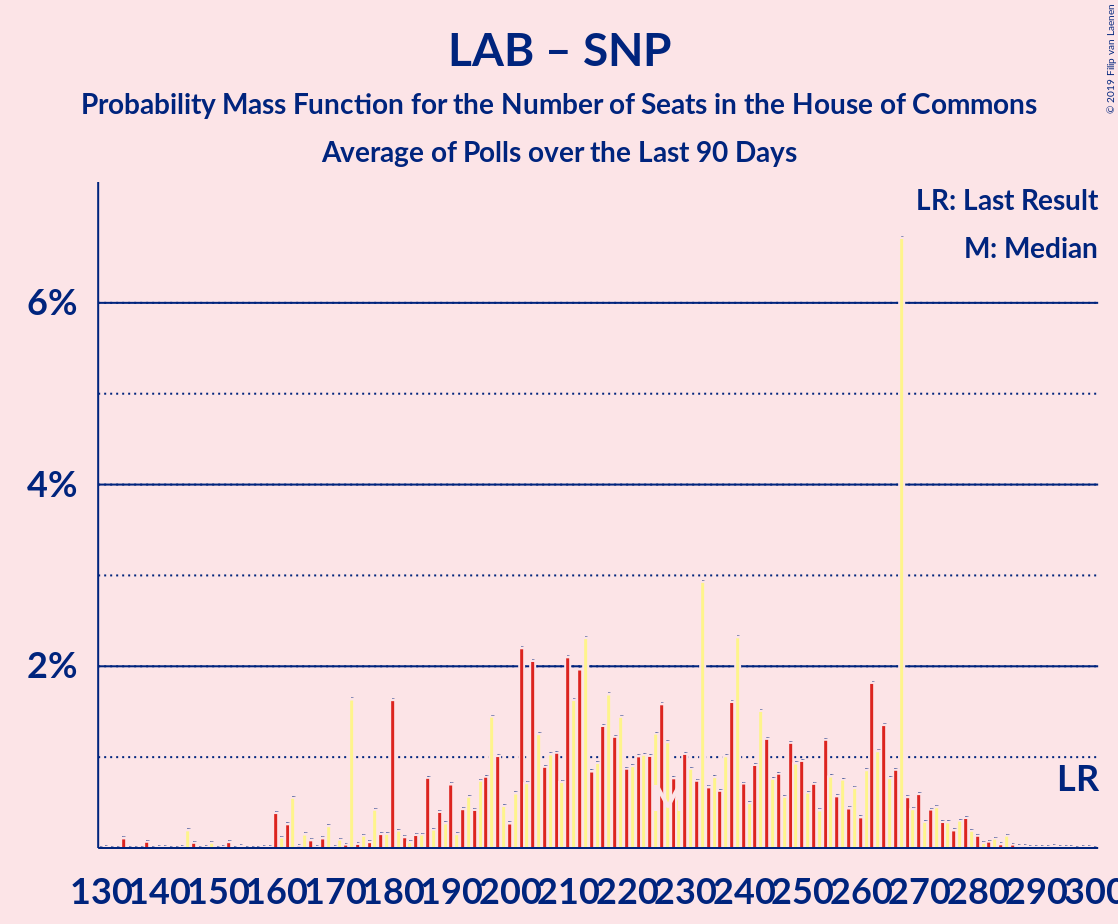 © 2019 Filip van Laenen
LAB – SNP
Probability Mass Function for the Number of Seats in the House of Commons
Average of Polls over the Last 90 Days
LR: Last Result
M: Median
6%
4%
2%
LR
M
130 140 150 160 170 180 190 200 210 220 230 240 250 260 270 280 290 300